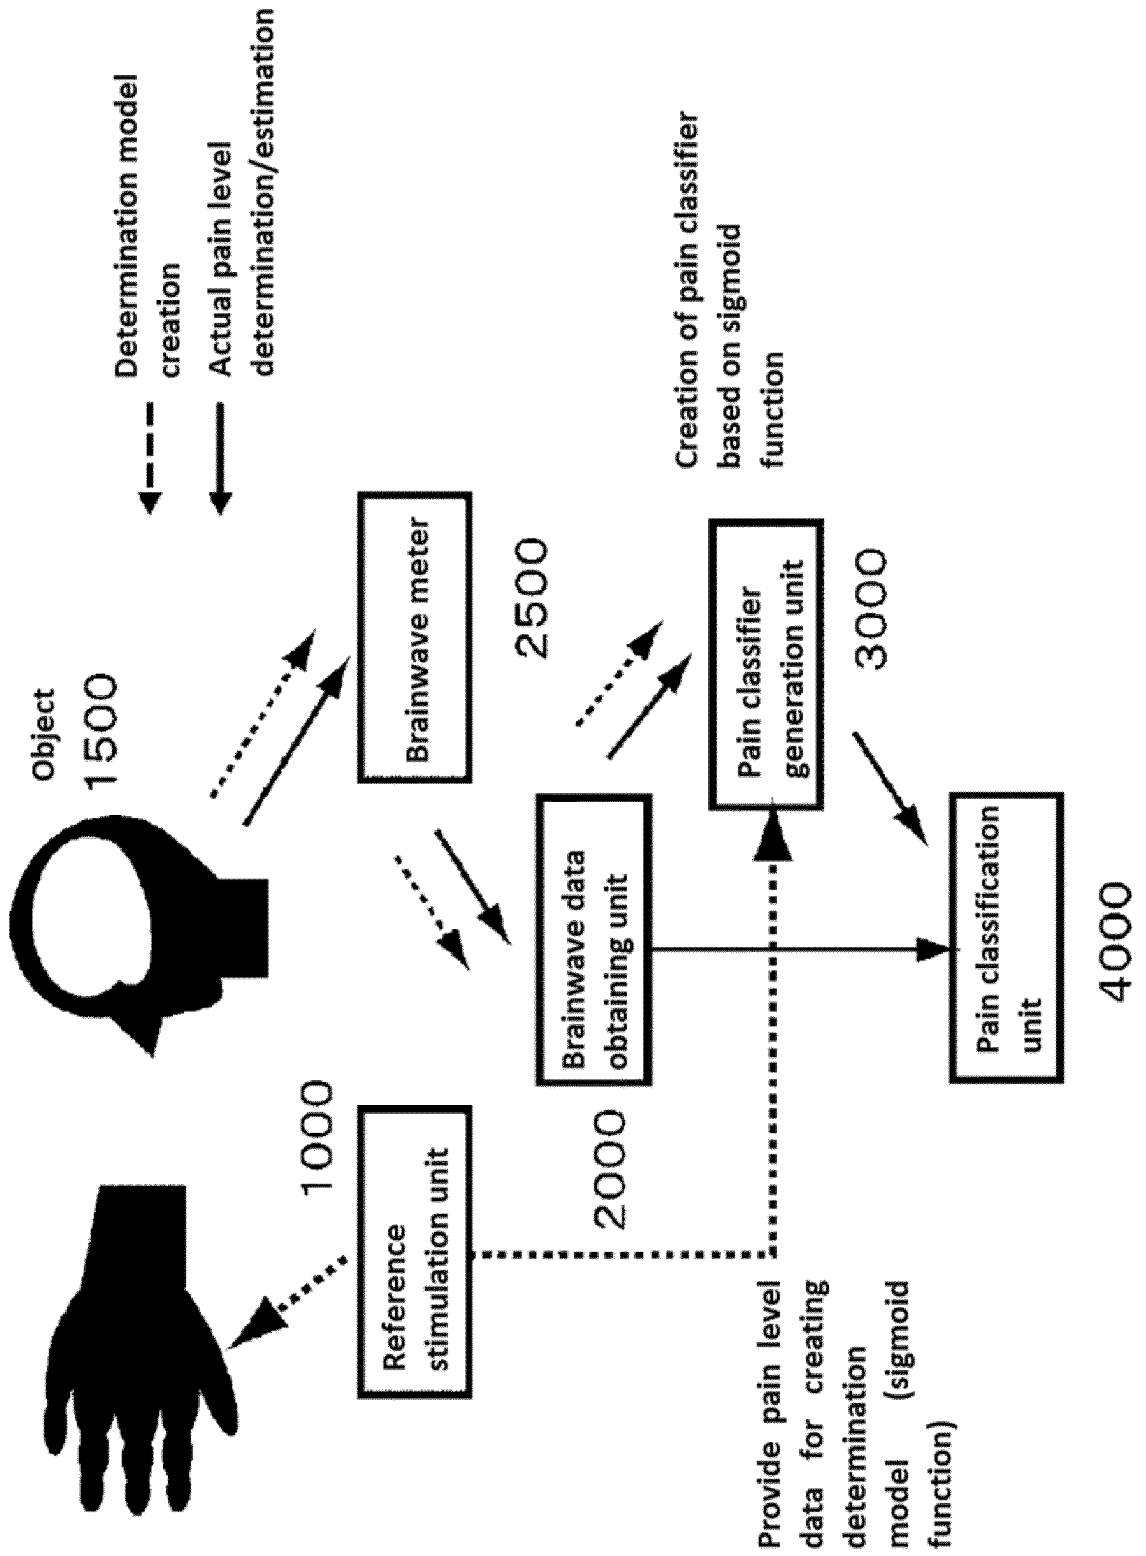 Determination model
creation
Actual pain level
determination/estimation
Object
1500
1000
Reference
stimulation unit
Brainwave meter
2500
Brainwave data
obtaining unit
2000
Creation of pain classifier
based on sigmoid
function
Pain classifier
generation unit
3000
Provide pain level
data for creating
determination
model (sigmoid
function)
Pain classification
unit
4000